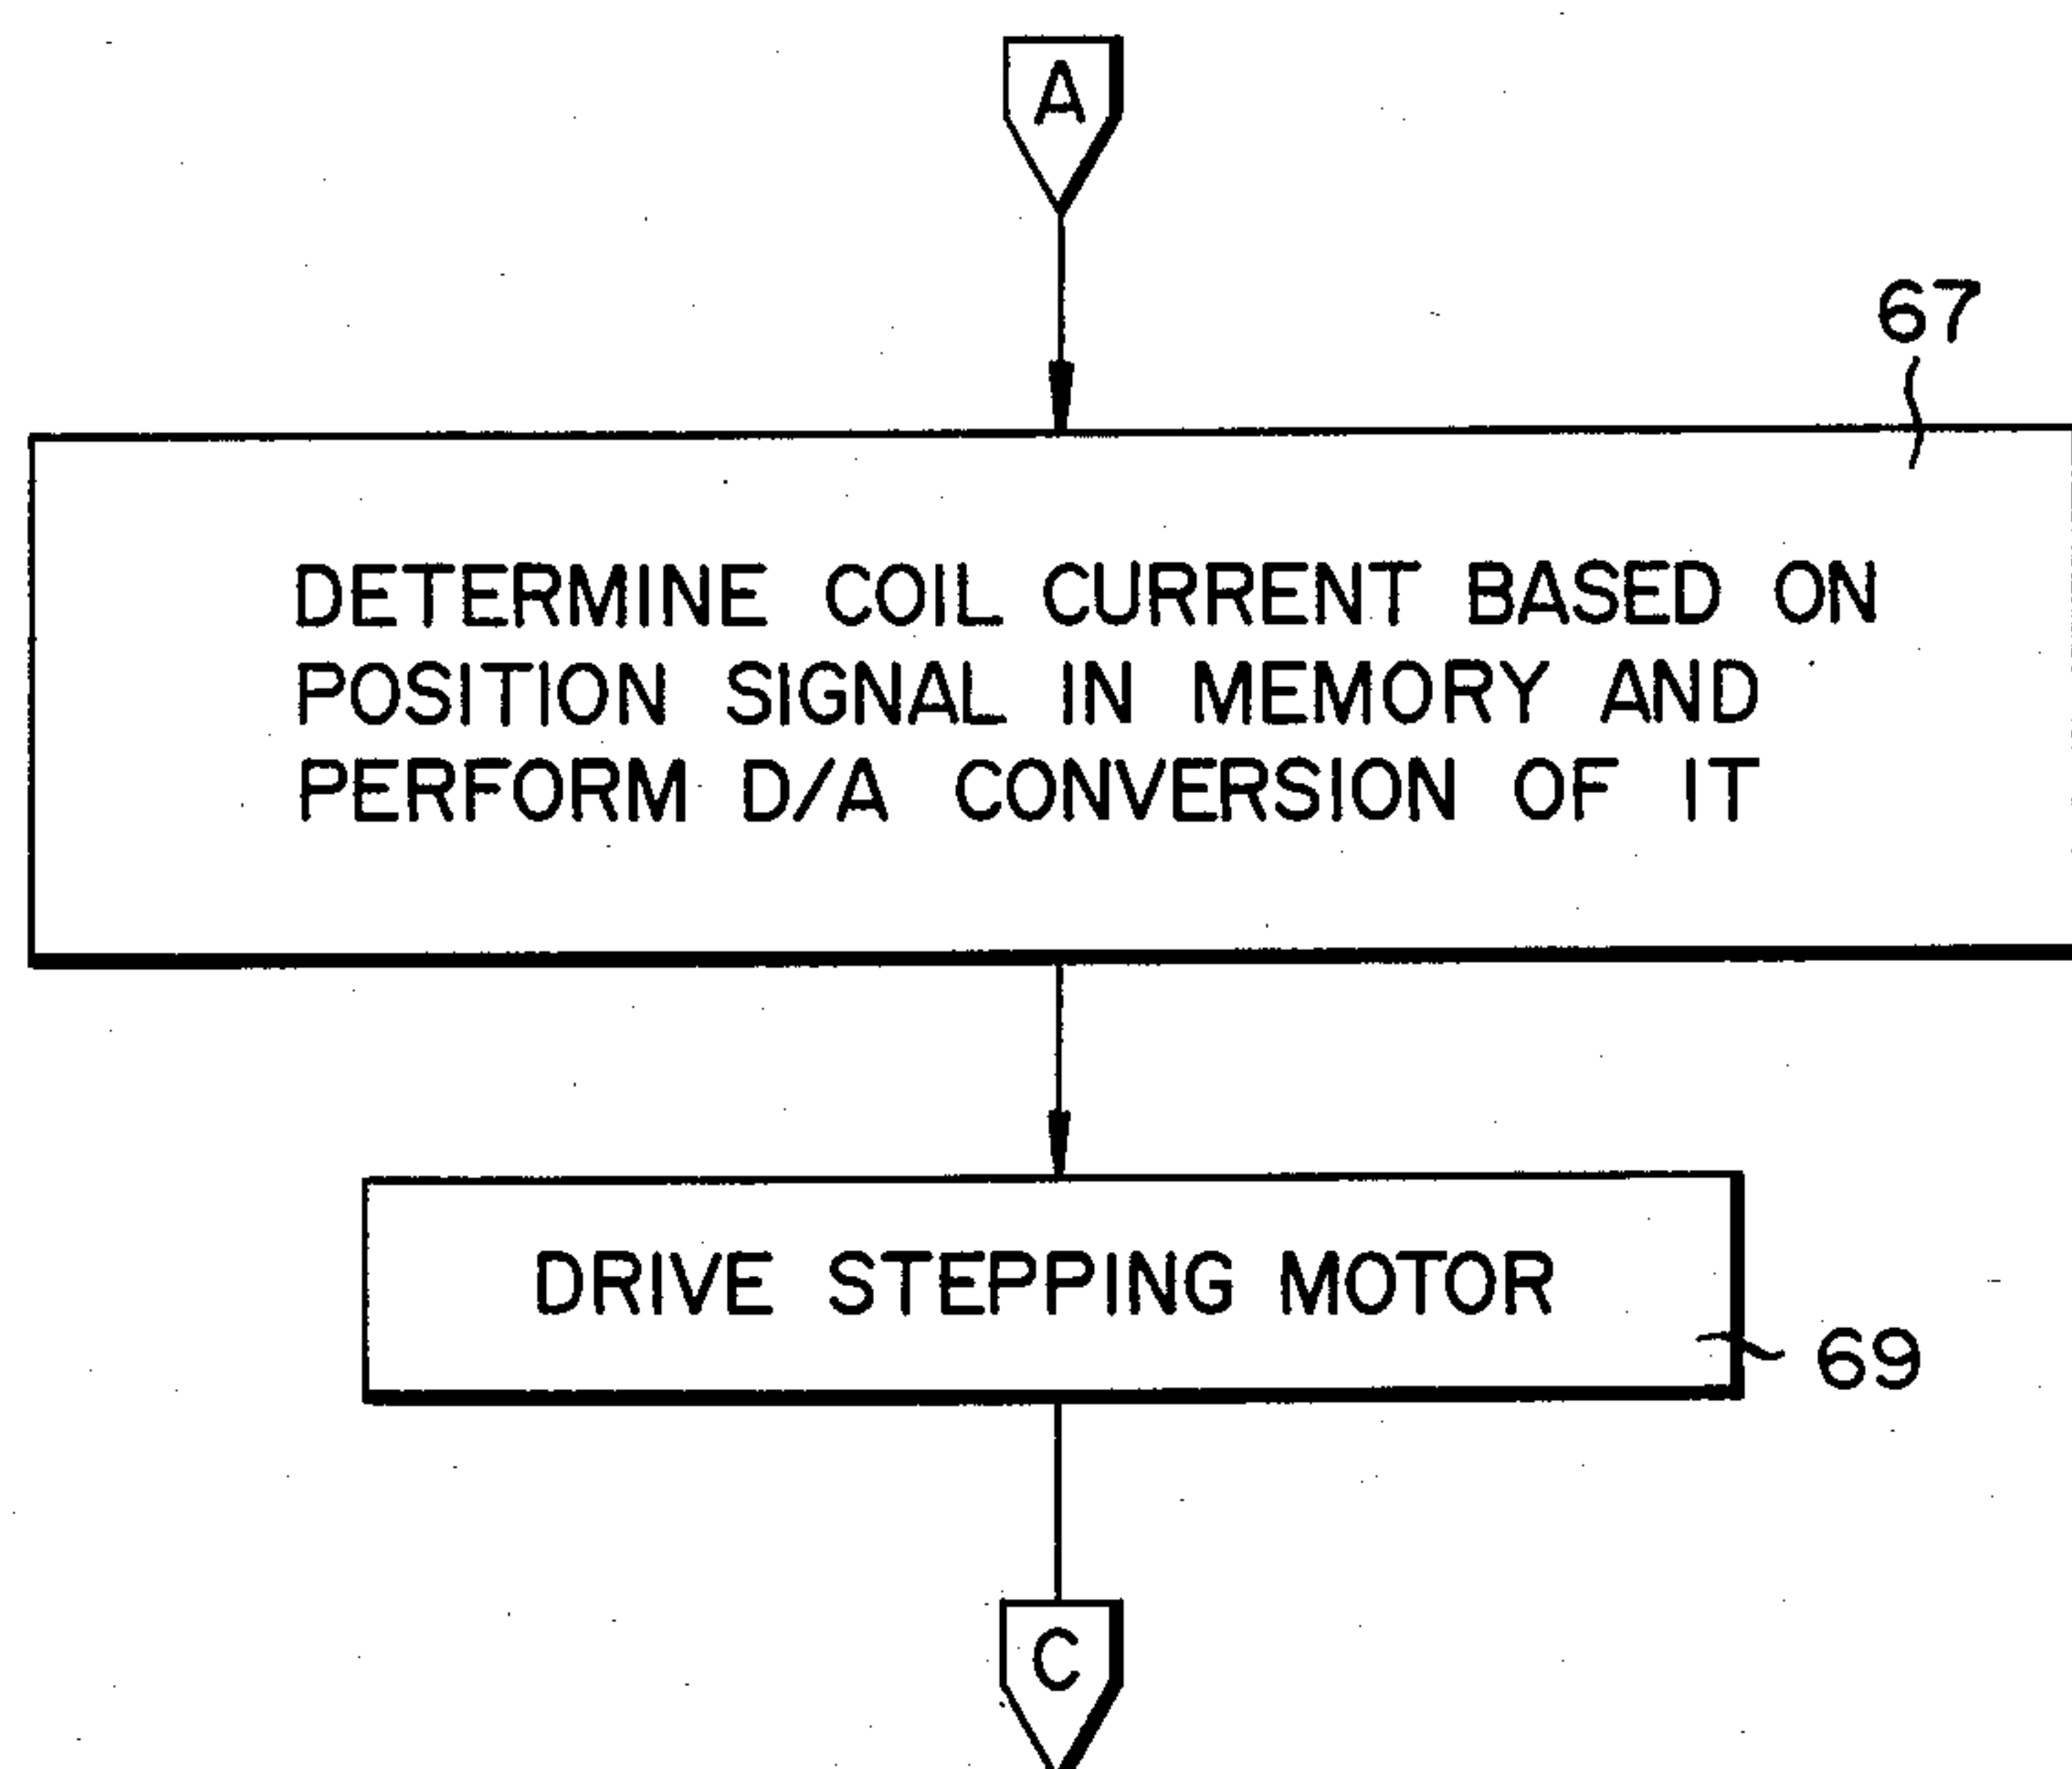 A
67
DETERMINE COIL CURRENT BASED ON
POSITION SIGNAL IN MEMORY AND
PERFORM D/A CONVERSION OF IT
DRIVE STEPPING MOTOR
69
C